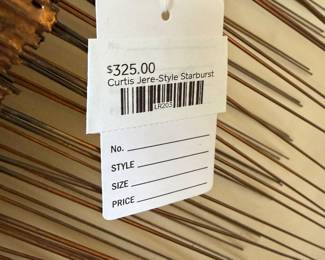 $325.00
Curtis Jere-Style Starburst
LR203
No.
STYLE
SIZE
PRICE